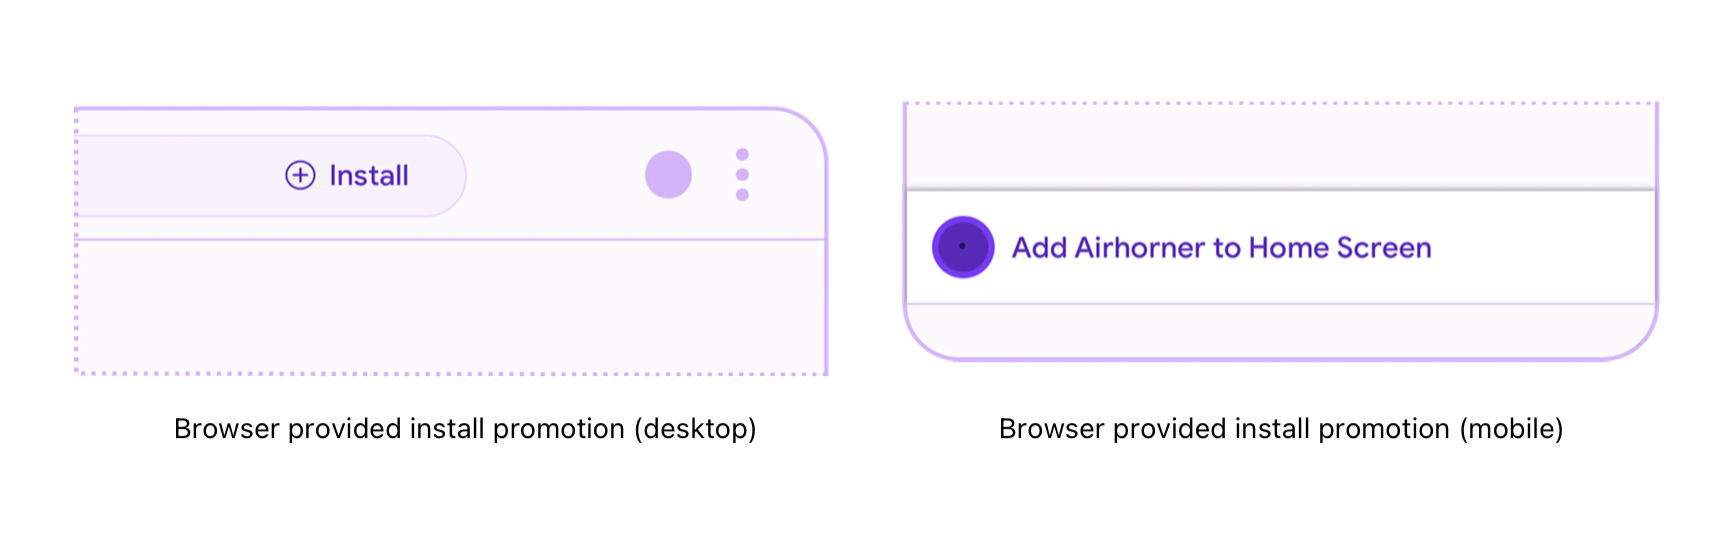 Install
Add Airhorner to Home Screen
Browser provided install promotion (desktop)
Browser provided install promotion (mobile)